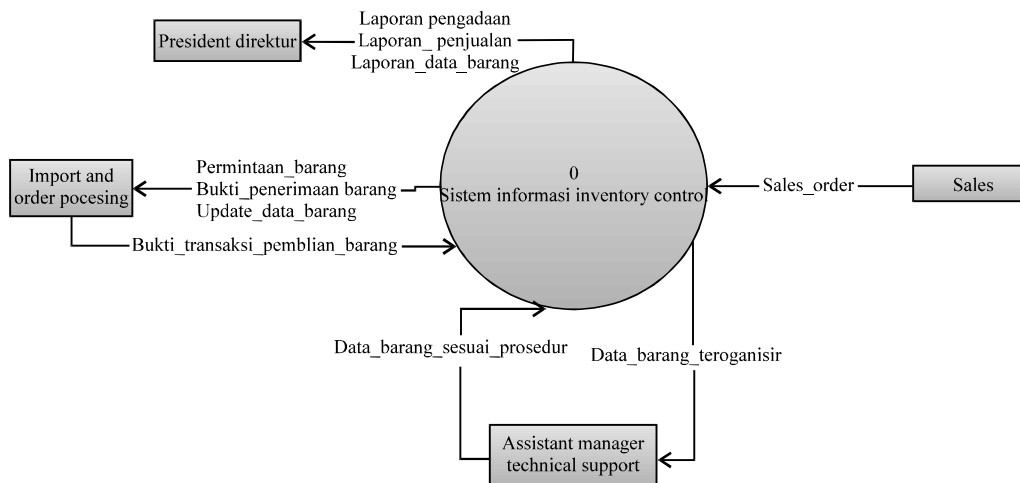 Laporan pengadaan
President direktur
Laporan_ penjualan
Laporan_data_barang
Import and
order pocesing
Permintaan_barang
Bukti_penerimaan barang
Update_data_barang
Bukti_transaksi_pemblian_barang
0
Sistem informasi inventory control
Sales_order
Sales
Data_barang_sesuai_prosedur
Data_barang_teroganisir
Assistant manager
technical support